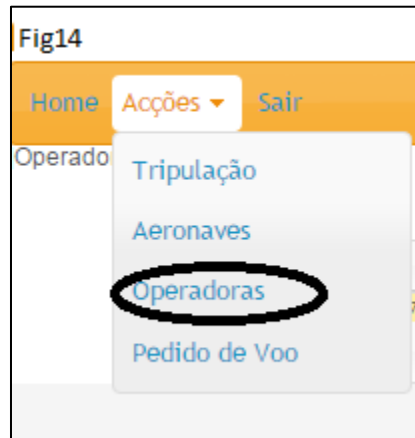 Fig14
Home Acções Sair
Operado
Tripulação
Aeronaves
Operadoras
Pedido de Voo